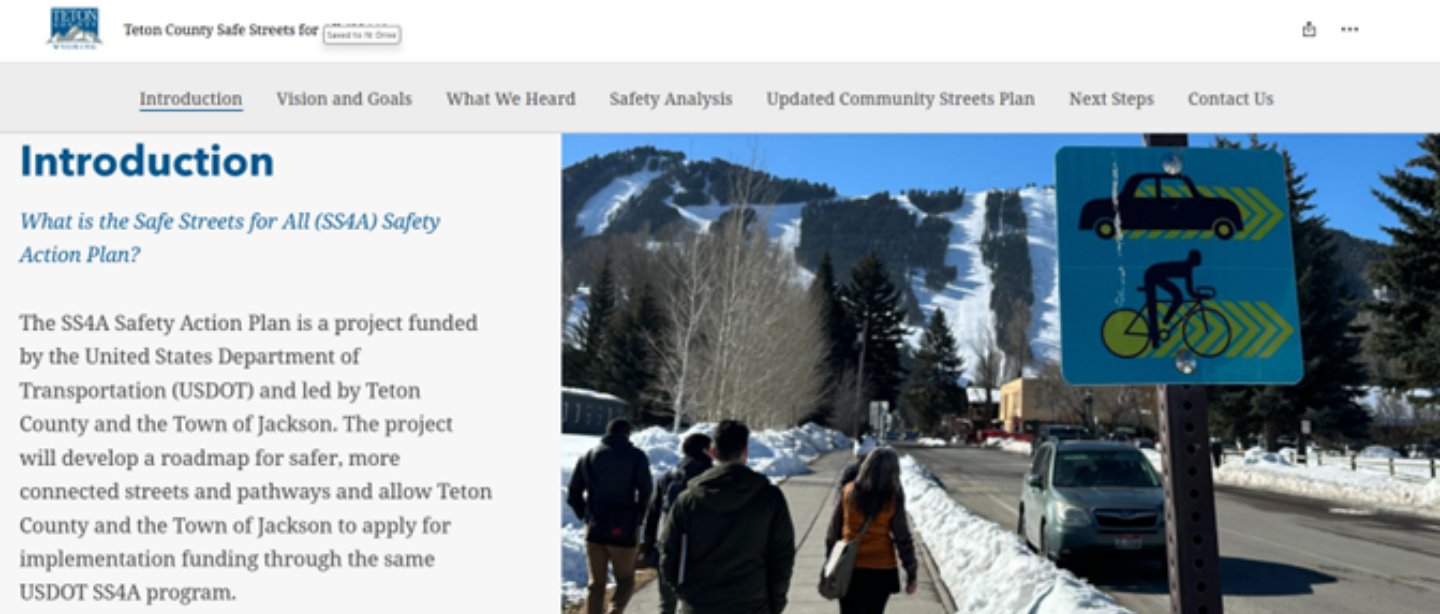 TETON
COUNTY
WYOMING
Teton County Safe Streets for
Introduction
Vision and Goals
What We Heard
Safety Analysis
Updated Community Streets Plan
Next Steps
Contact Us
Introduction
What is the Safe Streets for All (SS4A) Safety
Action Plan?
The SS4A Safety Action Plan is a project funded
by the United States Department of
Transportation (USDOT) and led by Teton
County and the Town of Jackson. The project
will develop a roadmap for safer, more
connected streets and pathways and allow Teton
County and the Town of Jackson to apply for
implementation funding through the same
USDOT SS4A program.